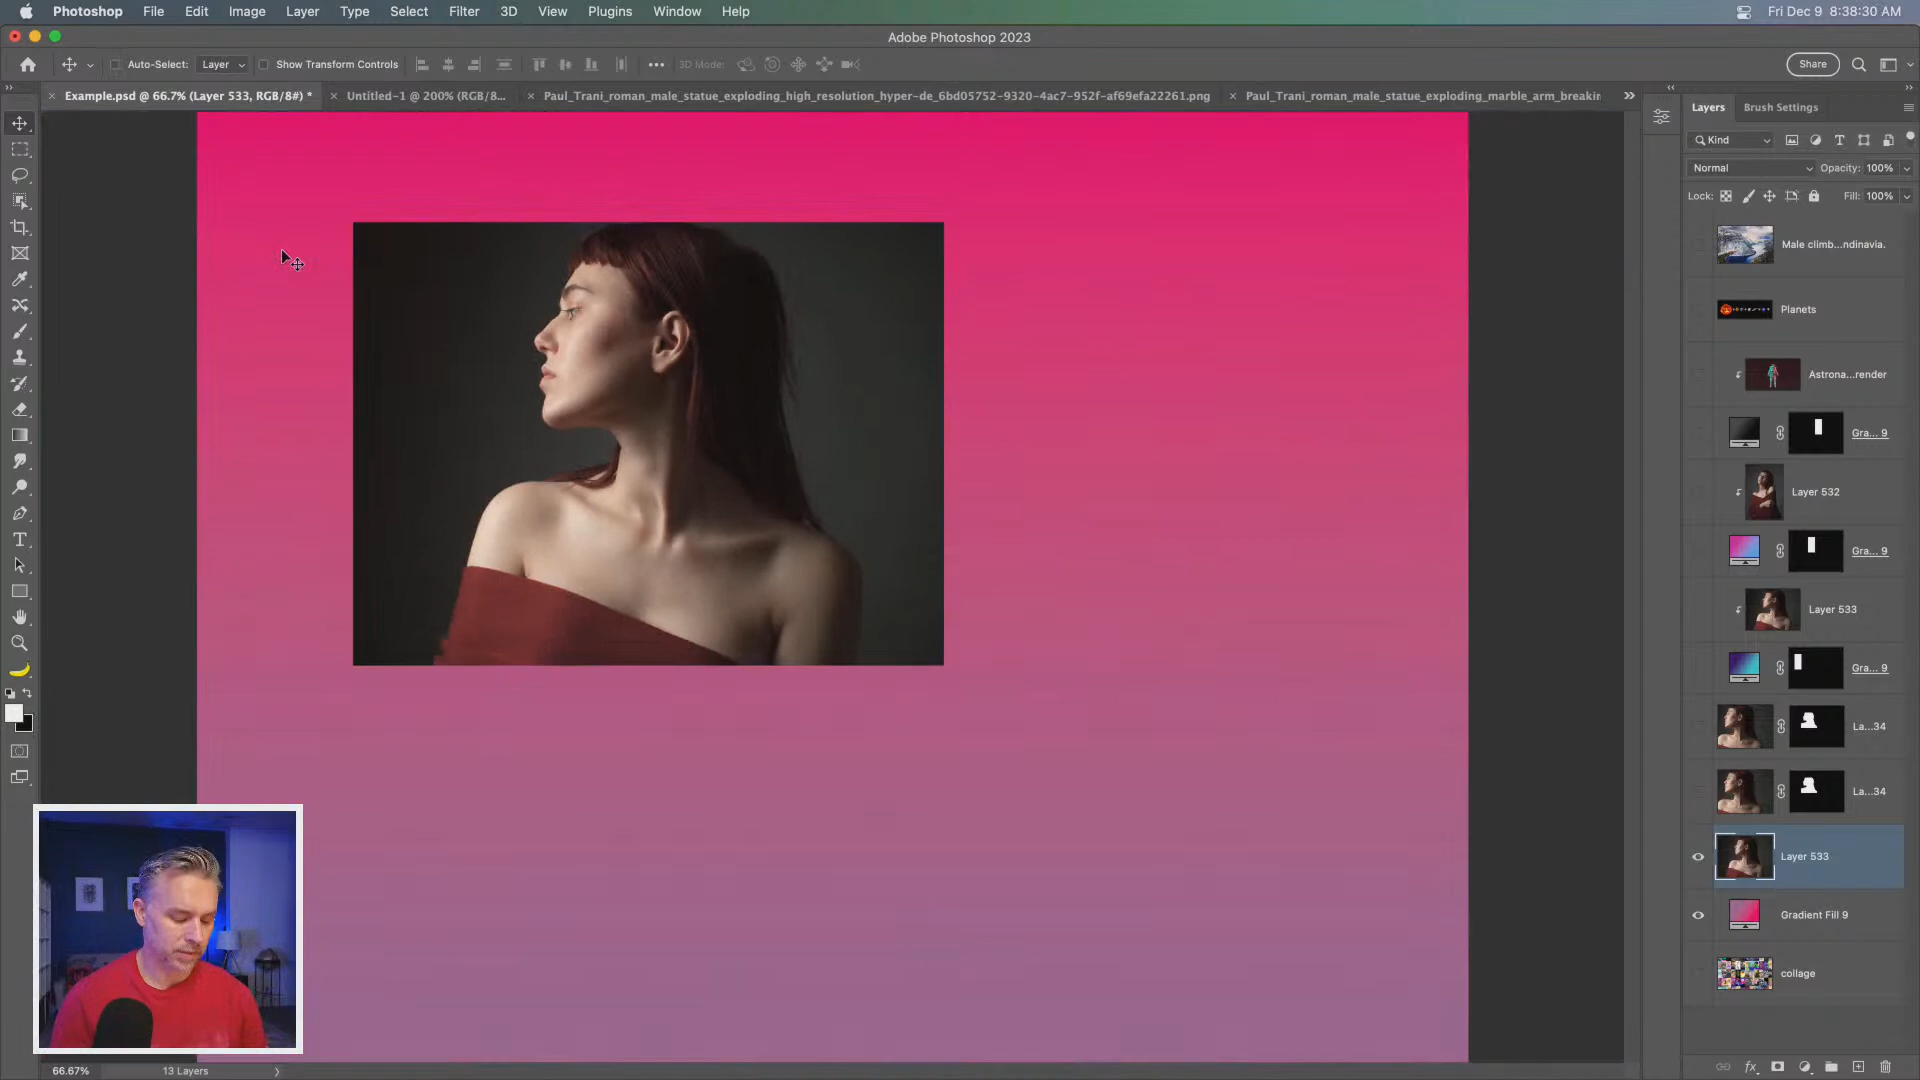 Photoshop File Edit Image Layer Type Select Filter 3D View Plugins Window Help
Fri Dec 9 8:38:30 AM
Adobe Photoshop 2023
Auto-Select: Layer Show Transform Controls 3D Mode: Share
Example.psd @ 66.7% (Layer 533, RGB/8#) *
Untitled-1 @ 200% (RGB/8...
Paul_Trani_roman_male_statue_exploding_high_resolution_hyper-de_6bd05752-9320-4ac7-952f-af69efa22261.png
Paul_Trani_roman_male_statue_exploding_marble_arm_breakin
Layers Brush Settings
Kind
Normal Opacity: 100%
Lock: Fill: 100%
Male climb...ndinavia.
Planets
Astrona...render
Gra... 9
Layer 532
Gra... 9
Layer 533
Gra... 9
La...34
La...34
Layer 533
Gradient Fill 9
collage
66.67% 13 Layers